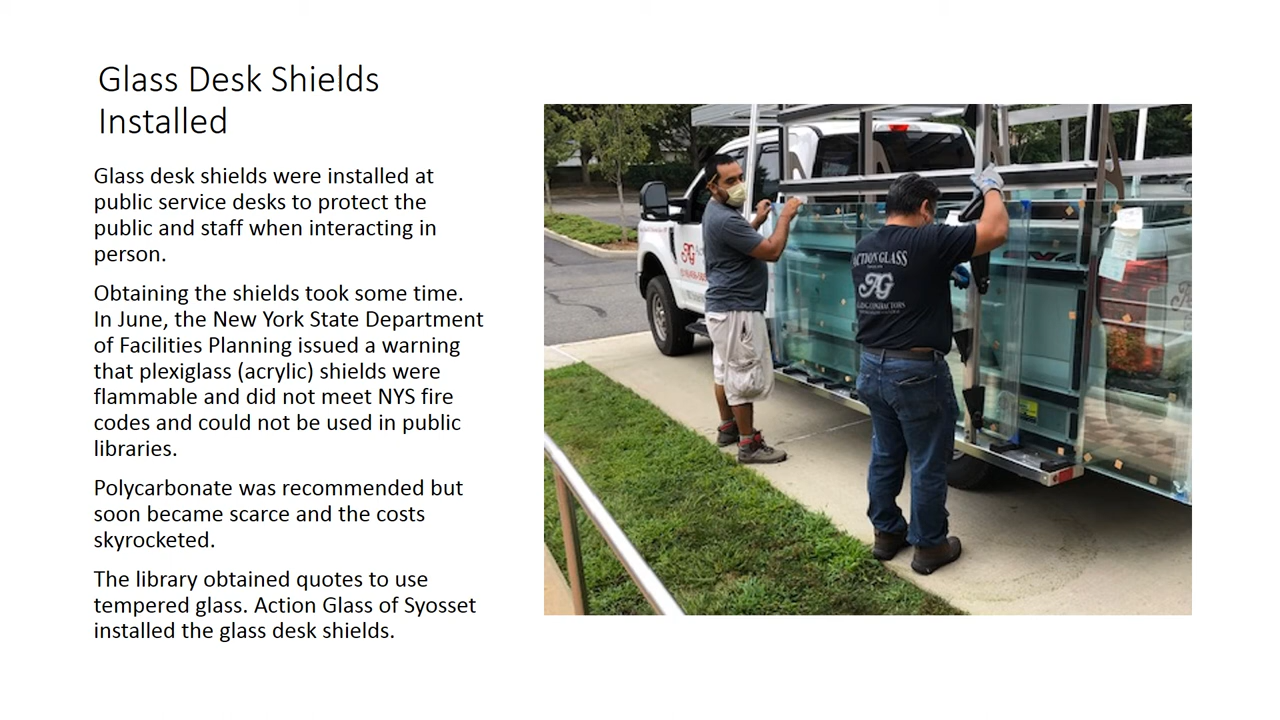 Glass Desk Shields
Installed
Glass desk shields were installed at
public service desks to protect the
public and staff when interacting in
person.
Obtaining the shields took some time.
In June, the New York State Department
of Facilities Planning issued a warning
that plexiglass (acrylic) shields were
flammable and did not meet NYS fire
codes and could not be used in public
libraries.
Polycarbonate was recommended but
soon became scarce and the costs
skyrocketed.
The library obtained quotes to use
tempered glass. Action Glass of Syosset
installed the glass desk shields.
AG
ACTION GLASS
AG